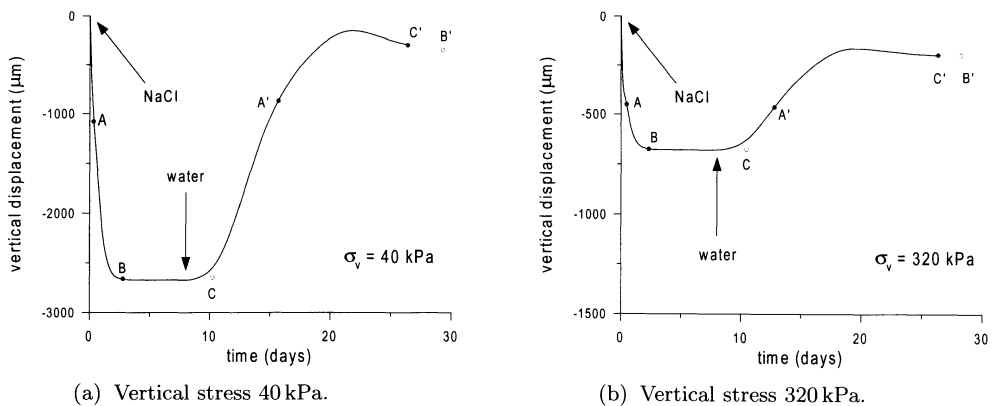 0
-1000
-2000
-3000
vertical displacement (μm)
NaCl
A
B
C
A'
C'
B'
water
σv = 40 kPa
0 10 20 30
time (days)
(a) Vertical stress 40 kPa.
0
-500
-1000
-1500
vertical displacement (μm)
NaCl
A
B
C
A'
C' B'
water
σv = 320 kPa
0 10 20 30
time (days)
(b) Vertical stress 320 kPa.